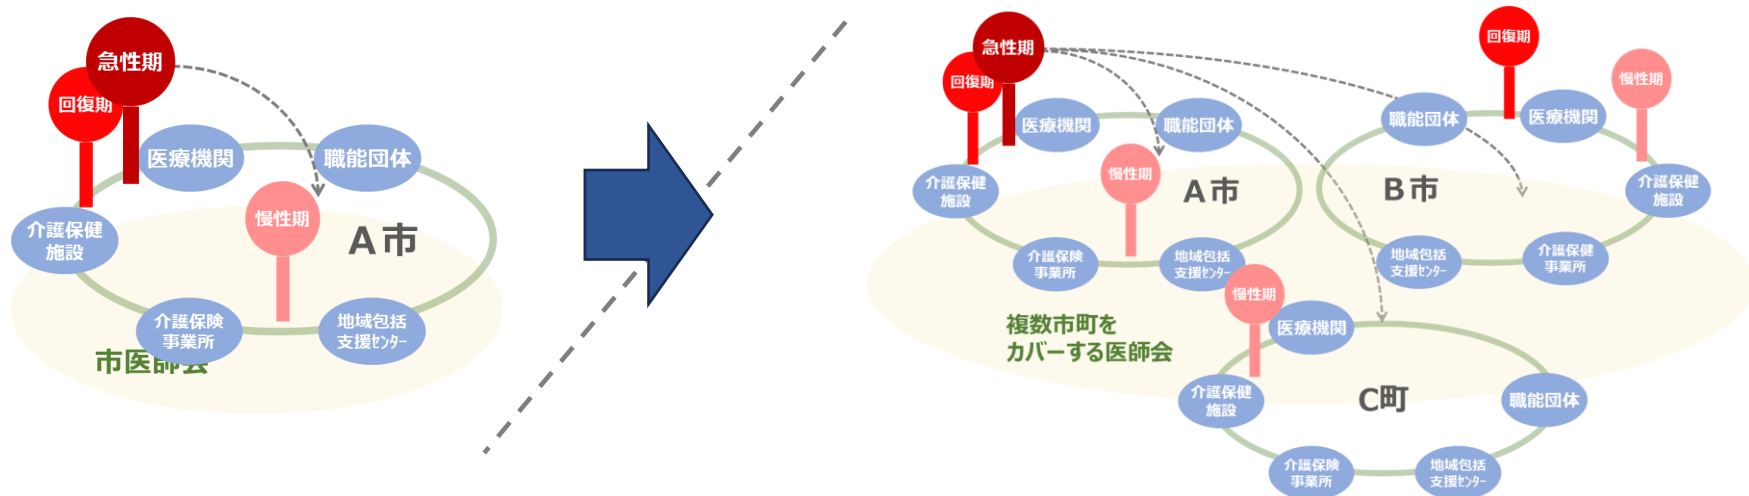 急性期
回復期
医療機関
職能団体
慢性期
A市
介護保健
施設
介護保険
事業所
地域包括
支援センター
市医師会
急性期
回復期
医療機関
職能団体
慢性期
A市
介護保健
施設
介護保険
事業所
地域包括
支援センター
回復期
慢性期
職能団体
医療機関
B市
介護保健
施設
地域包括
支援センター
介護保健
事業所
複数市町を
カバーする医師会
慢性期
医療機関
介護保健
施設
C町
職能団体
介護保険
事業所
地域包括
支援センター